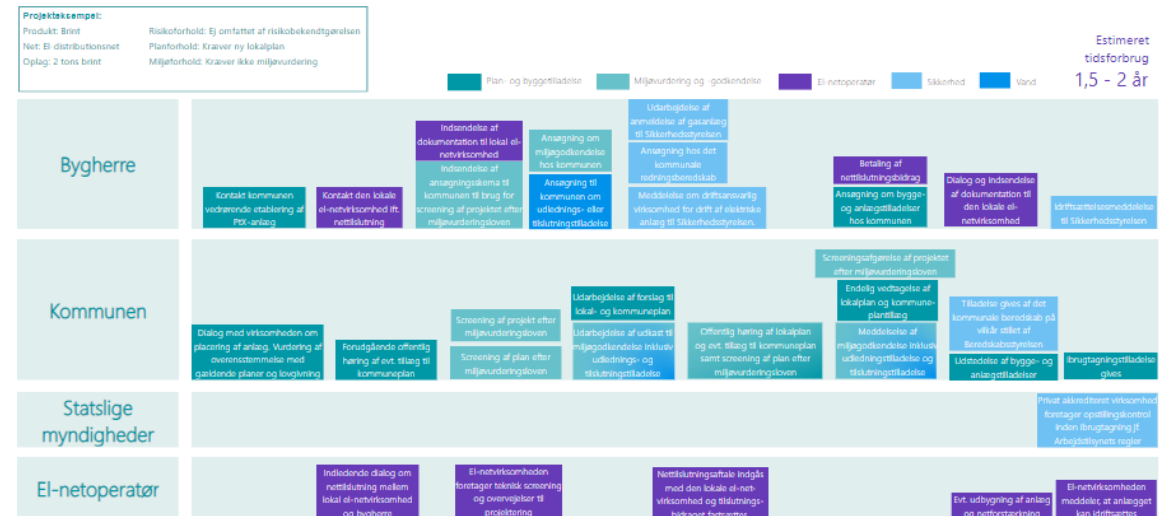 Projekteksempel:
Produkt: Brint
Risikoforhold: Ej omfattet af risikobekendtgørelsen
Net: El-distributionsnet
Planforhold: Kræver ny lokalplan
Oplag: 2 tons brint
Miljøforhold: Kræver ikke miljøvurdering
Estimeret
tidsforbrug
1,5 - 2 år
Plan- og byggetilladelse
Miljøvurdering og -godkendelse
El-netoperatør
Sikkerhed
Vand
Bygherre
Kontakt kommunen
vedrørende etablering af
PtX-anlæg
Kontakt den lokale
el-netvirksomhed ift.
nettilslutning
Indsendelse af
dokumentation til lokal el-
netvirksomhed
Indsendelse af
ansøgningsskema til
kommunen til brug for
screening af projektet efter
miljøvurderingsloven
Ansøgning om
miljøgodkendelse
hos kommunen
Ansøgning til
kommunen om
udlednings- eller
tilslutningstilladelse
Udarbejdelse af
anmeldelse af gasanlæg
til Sikkerhedsstyrelsen
Ansøgning hos det
kommunale
redningsberedskab
Meddelelse om driftsansvarlig
virksomhed for drift af elektriske
anlæg til Sikkerhedsstyrelsen.
Betaling af
nettilslutningsbidrag
Ansøgning om bygge-
og anlægstilladelser
hos kommunen
Dialog og indsendelse
af dokumentation til
den lokale el-
netvirksomhed
Idriftsættelsesmeddelelse
til Sikkerhedsstyrelsen
Kommunen
Dialog med virksomheden om
placering af anlæg. Vurdering af
overensstemmelse med
gældende planer og lovgivning
Forudgående offentlig
høring af evt. tillæg til
kommuneplan
Screening af projekt efter
miljøvurderingsloven
Screening af plan efter
miljøvurderingsloven
Udarbejdelse af forslag til
lokal- og kommuneplan
Udarbejdelse af udkast til
miljøgodkendelse inklusiv
udlednings- og
tilslutningstilladelse
Offentlig høring af lokalplan
og evt. tillæg til kommuneplan
samt screening af plan efter
miljøvurderingsloven
Screeningsafgørelse af projektet
efter miljøvurderingsloven
Endelig vedtagelse af
lokalplan og kommune-
plantillæg
Meddelelse af
miljøgodkendelse inkluslv
udledningstilladelse og
tilslutningstilladelse
Tilladelse gives af det
kommunale beredskab på
vilkår stillet af
Beredskabsstyrelsen
Udstedelse af bygge- og
anlægstilladelser
Ibrugtagningstilladelse
gives
Statslige
myndigheder
Privat akkrediteret virksomhed
foretager opstillingskontrol
inden ibrugtagning jf.
Arbejdstilsynets regler
El-netoperatør
Indledende dialog om
nettilslutning mellem
lokal el-netvirksomhed
og bygherre
El-netvirksomheden
foretager teknisk screening
og overvejelser til
projektering
Nettilslutningsaftale indgås
med den lokale el-net-
virksomhed og tilslutnings-
bidraget fastsættes
Evt. udbygning af anlæg
og netforstærkning
El-netvirksomheden
meddeler, at anlægget
kan idriftsættes